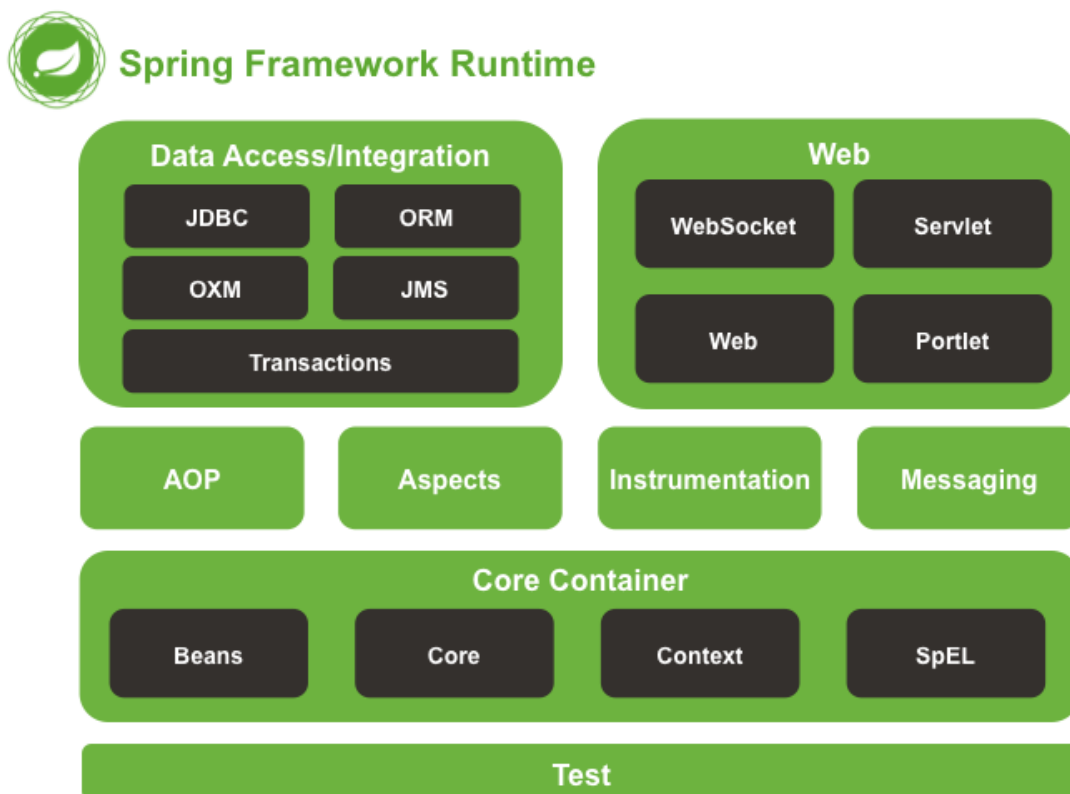 Spring Framework Runtime
Data Access/Integration
JDBC ORM
OXM JMS
Transactions
Web
WebSocket Servlet
Web Portlet
AOP Aspects Instrumentation Messaging
Core Container
Beans Core Context SpEL
Test